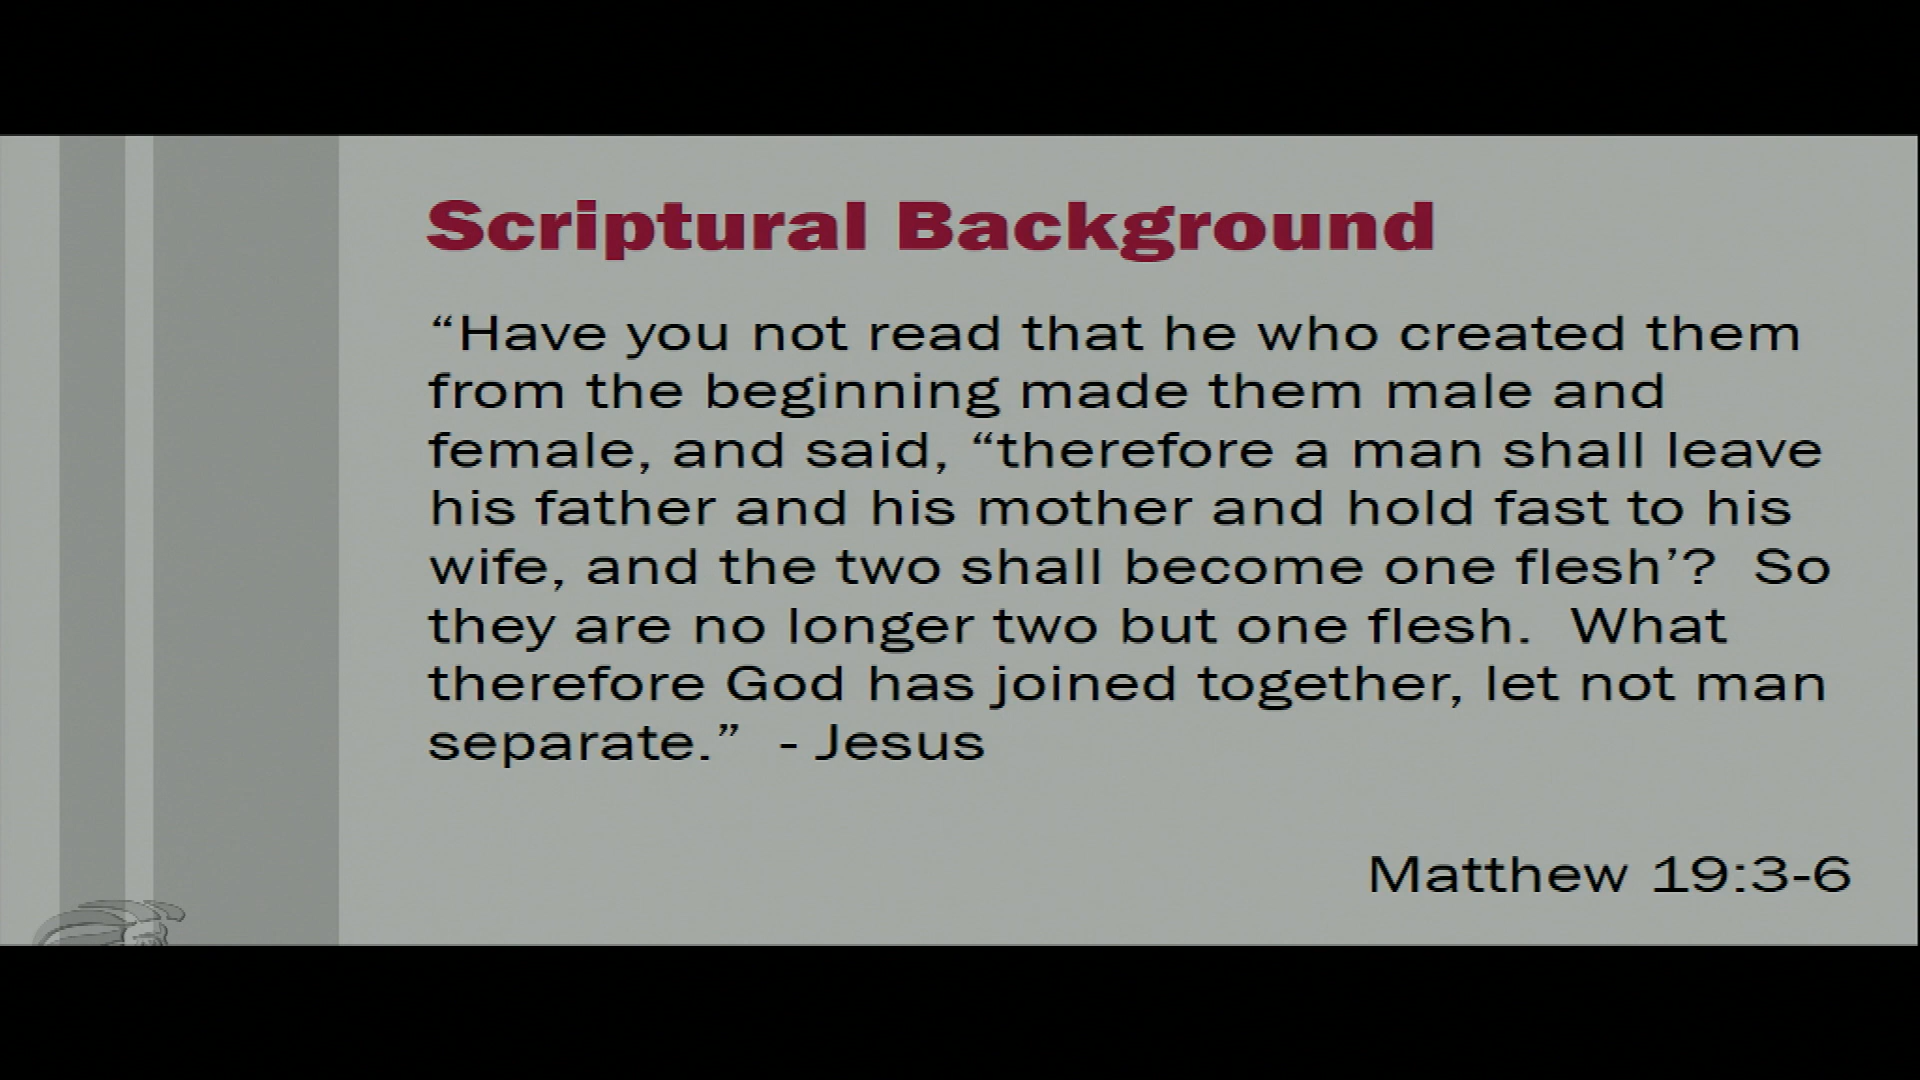 Scriptural Background
“Have you not read that he who created them
from the beginning made them male and
female, and said, “therefore a man shall leave
his father and his mother and hold fast to his
wife, and the two shall become one flesh’?  So
they are no longer two but one flesh.  What
therefore God has joined together, let not man
separate.”  - Jesus
Matthew 19:3-6